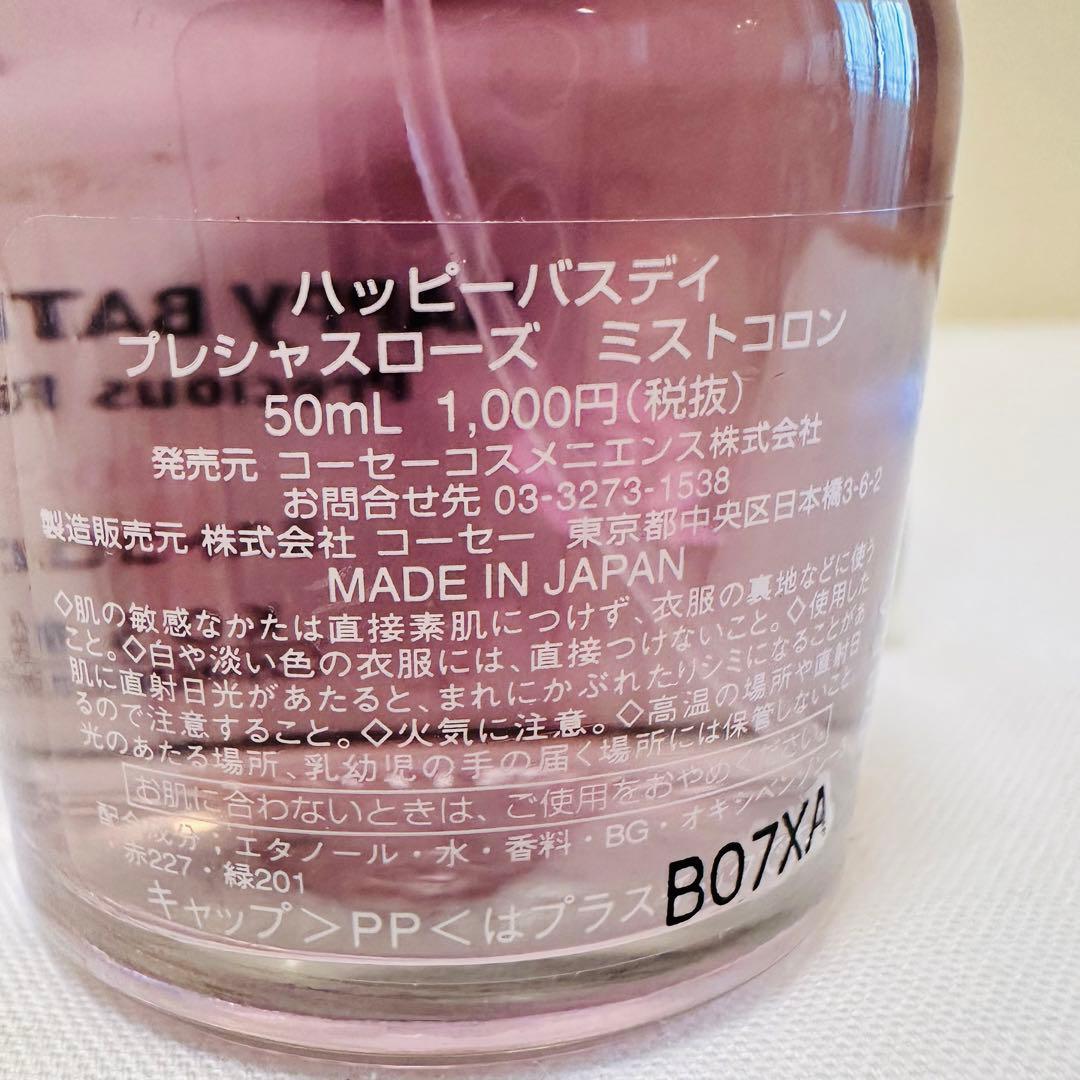 ハッピーバスデイ
プレシャスローズ　ミストコロン
50mL 1,000円(税抜)
発売元 コーセーコスメニエンス株式会社
お問合せ先 03-3273-1538
製造販売元 株式会社 コーセー 東京都中央区日本橋3-6-2
MADE IN JAPAN
◇肌の敏感なかたは直接素肌につけず、衣服の裏地などに使う
こと。◇白や淡い色の衣服には、直接つけないこと。◇使用した
肌に直射日光があたると、まれにかぶれたりシミになることがあ
るので注意すること。◇火気に注意。◇高温の場所や直射日
光のあたる場所、乳幼児の手の届く場所には保管しないこと
お肌に合わないときは、ご使用をおやめください。
配合成分・エタノール・水・香料・BG・オキシベンゾン-
赤227・緑201
キャップ＞PP＜はプラス
B07XA
PPY BAT
Precious